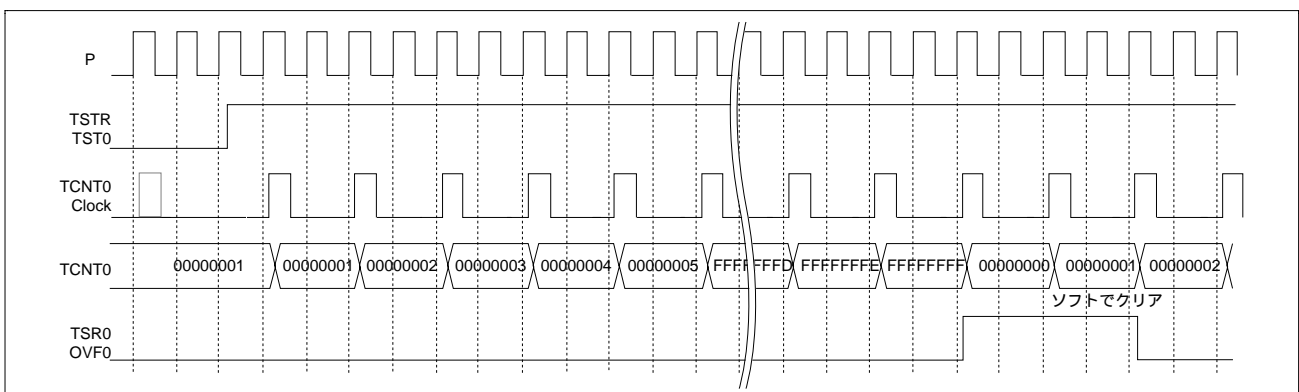 P
TSTR
TST0
TCNT0
Clock
TCNT0
00000001 00000001 00000002 00000003 00000004 00000005 FFFFFFFD FFFFFFFE FFFFFFFF 00000000 00000001 00000002
ソフトでクリア
TSR0
OVF0